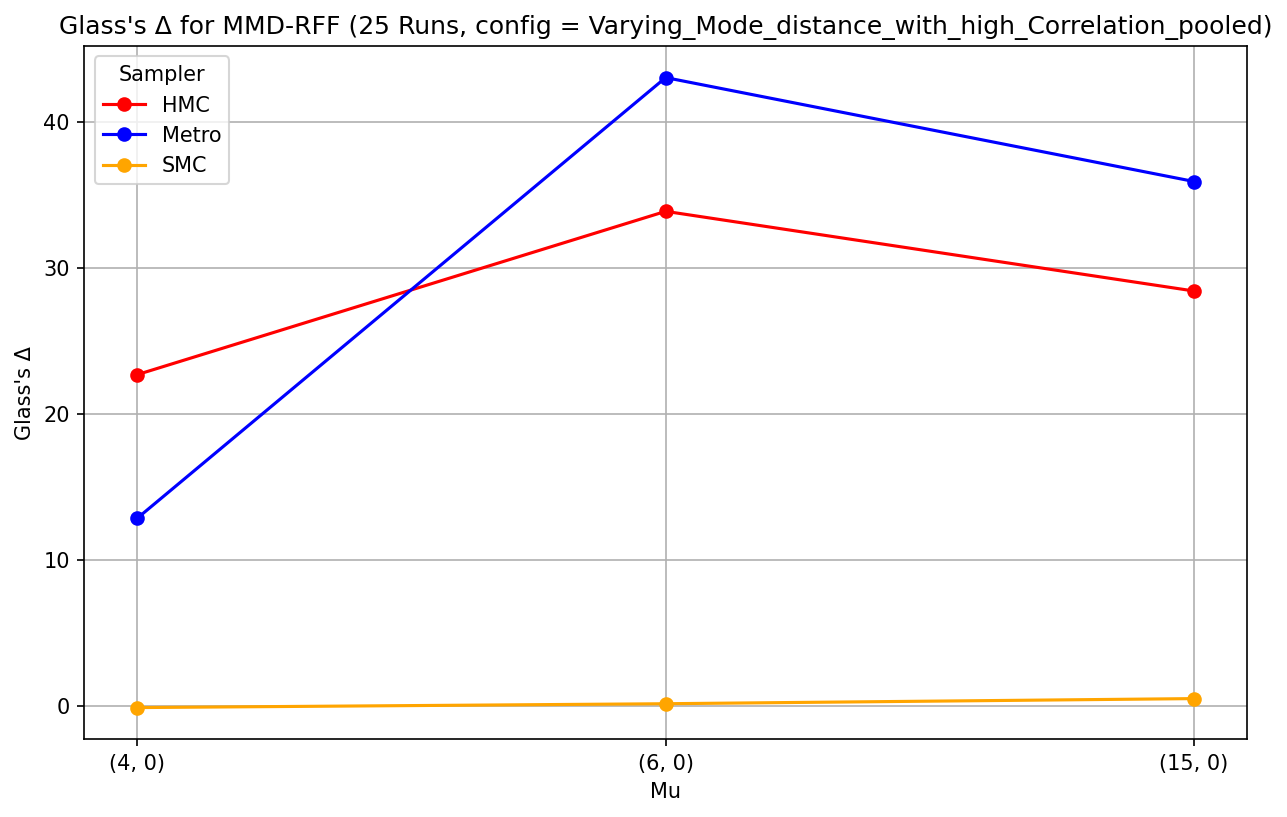 Glass's Δ for MMD-RFF (25 Runs, config = Varying_Mode_distance_with_high_Correlation_pooled)
Sampler
HMC
Metro
SMC
Glass's Δ
40
30
20
10
0
(4, 0)
(6, 0)
(15, 0)
Mu